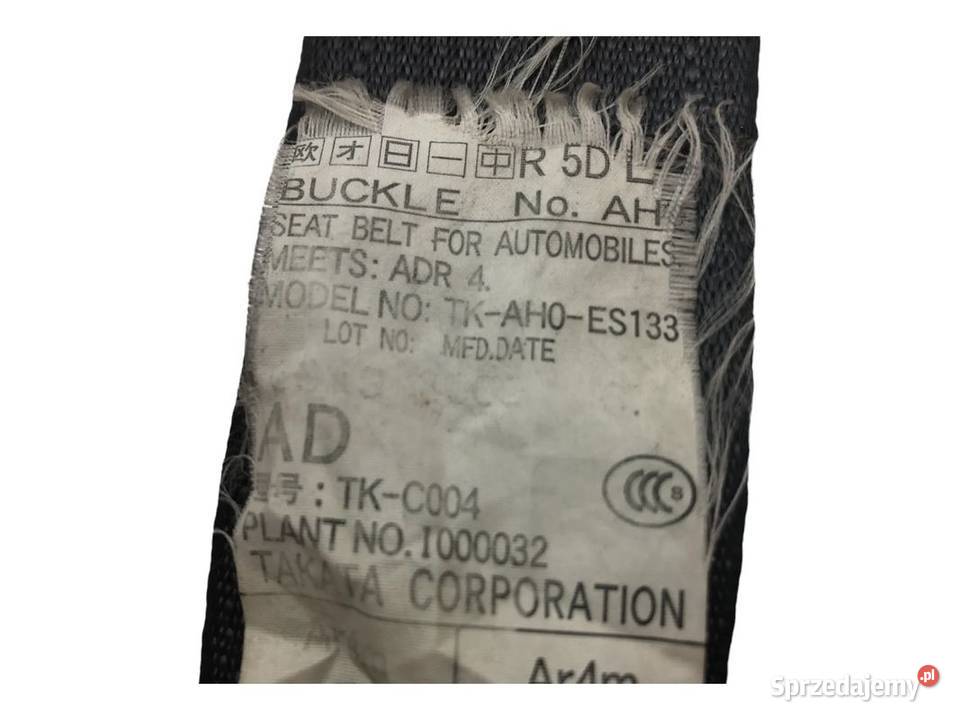 欧 オ 日 一 中 R 5D L
BUCKLE No. AH
SEAT BELT FOR AUTOMOBILES
MEETS: ADR 4.
MODEL NO: TK-AH0-ES133
LOT NO: MFD.DATE
AD
号: TK-C004
CCC S
PLANT NO. I000032
TAKATA CORPORATION
Ar4m
Sprzedajemy.pl